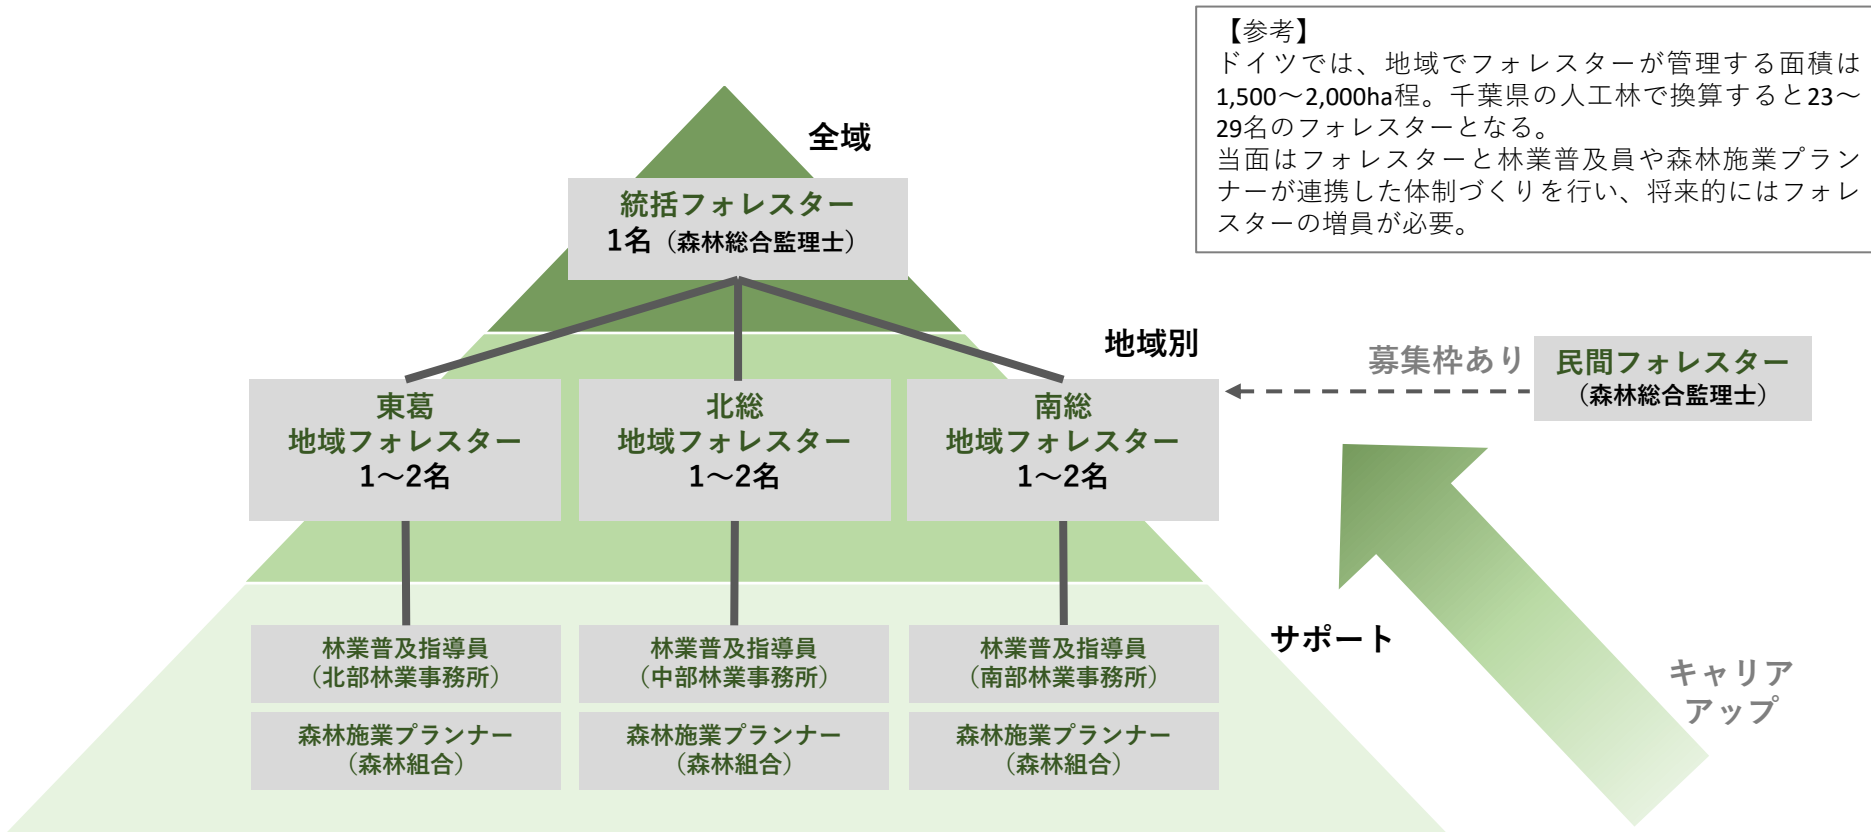 【参考】
ドイツでは、地域でフォレスターが管理する面積は
1,500～2,000ha程。千葉県の人工林で換算すると23～
29名のフォレスターとなる。
当面はフォレスターと林業普及員や森林施業プラン
ナーが連携した体制づくりを行い、将来的にはフォレ
スターの増員が必要。
全域
統括フォレスター
1名（森林総合監理士）
地域別
募集枠あり
民間フォレスター
（森林総合監理士）
東葛
地域フォレスター
1～2名
北総
地域フォレスター
1～2名
南総
地域フォレスター
1～2名
サポート
キャリア
アップ
林業普及指導員
（北部林業事務所）
林業普及指導員
（中部林業事務所）
林業普及指導員
（南部林業事務所）
森林施業プランナー
（森林組合）
森林施業プランナー
（森林組合）
森林施業プランナー
（森林組合）